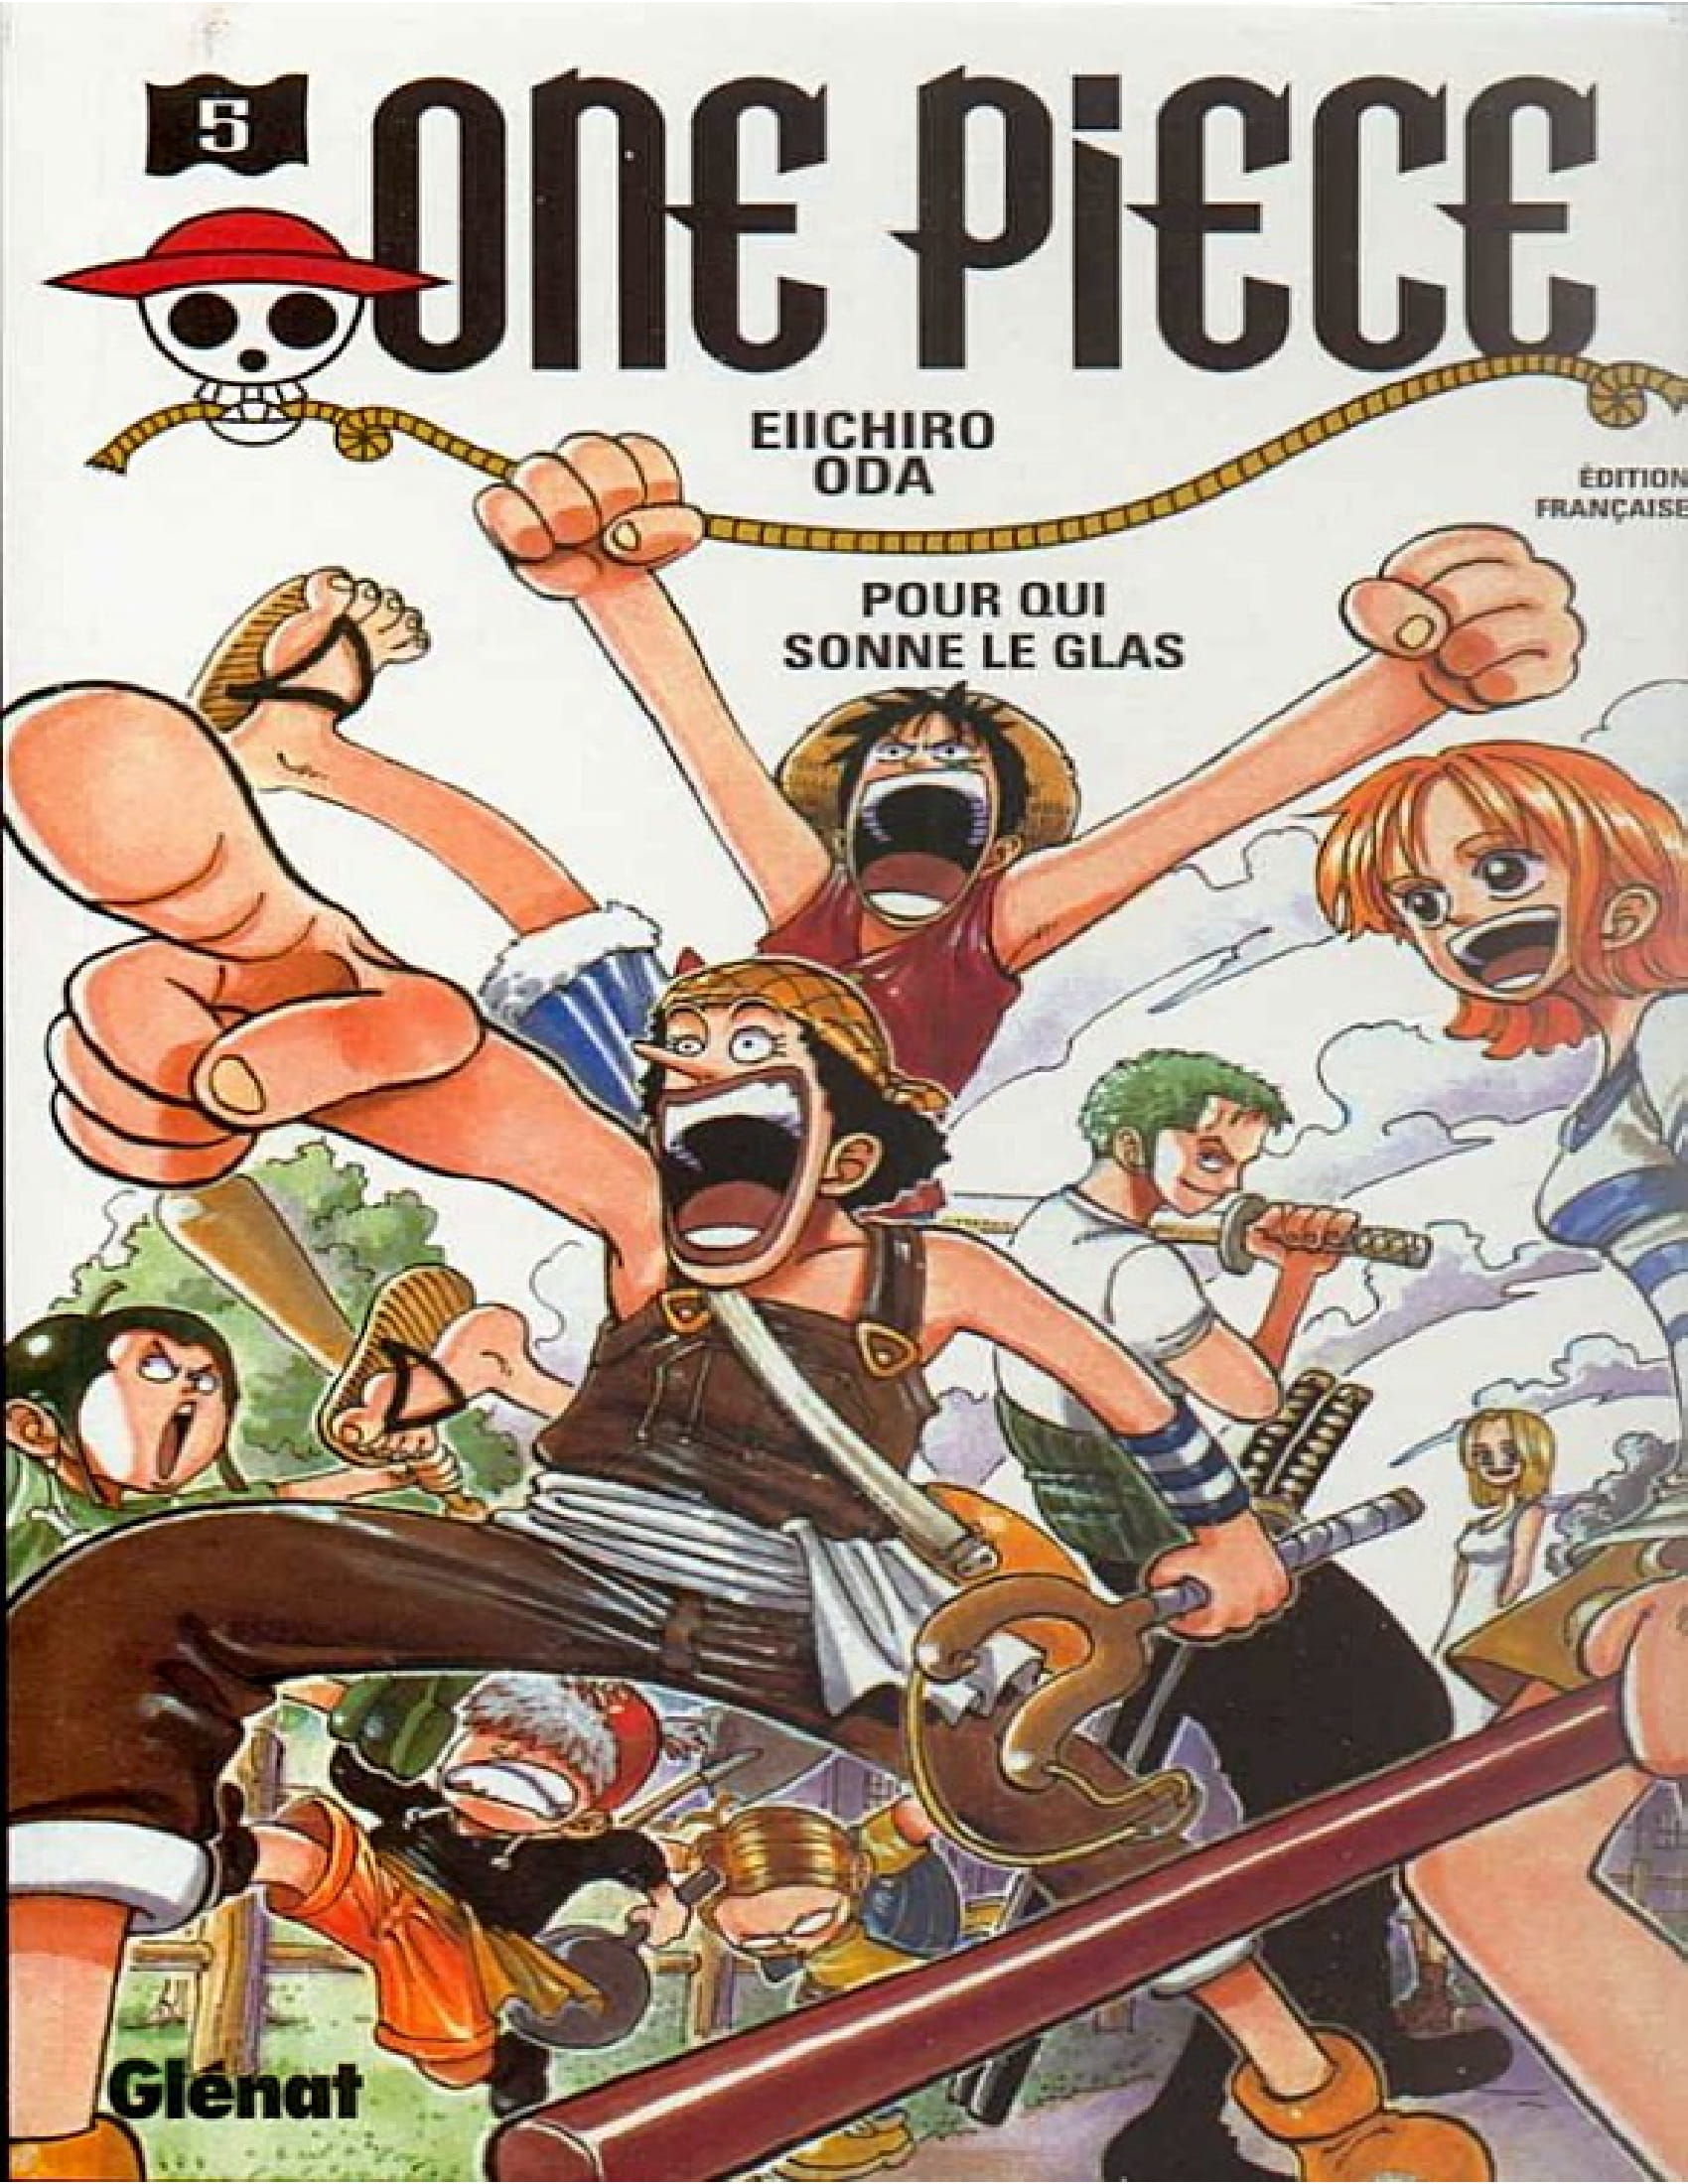 5
ONE PIECE
EIICHIRO
ODA
ÉDITION
FRANÇAISE
POUR QUI
SONNE LE GLAS
Glénat